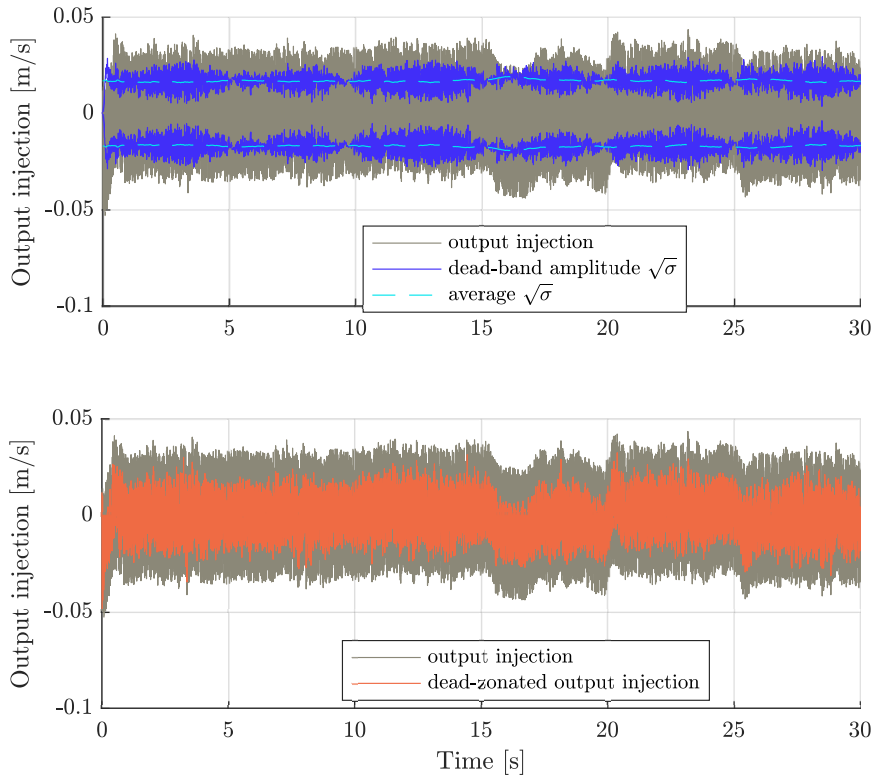 Output injection [m/s]
0.05
0
-0.05
-0.1
output injection
dead-band amplitude √σ
average √σ
0 5 10 15 20 25 30
Output injection [m/s]
0.05
0
-0.05
-0.1
output injection
dead-zonated output injection
0 5 10 15 20 25 30
Time [s]